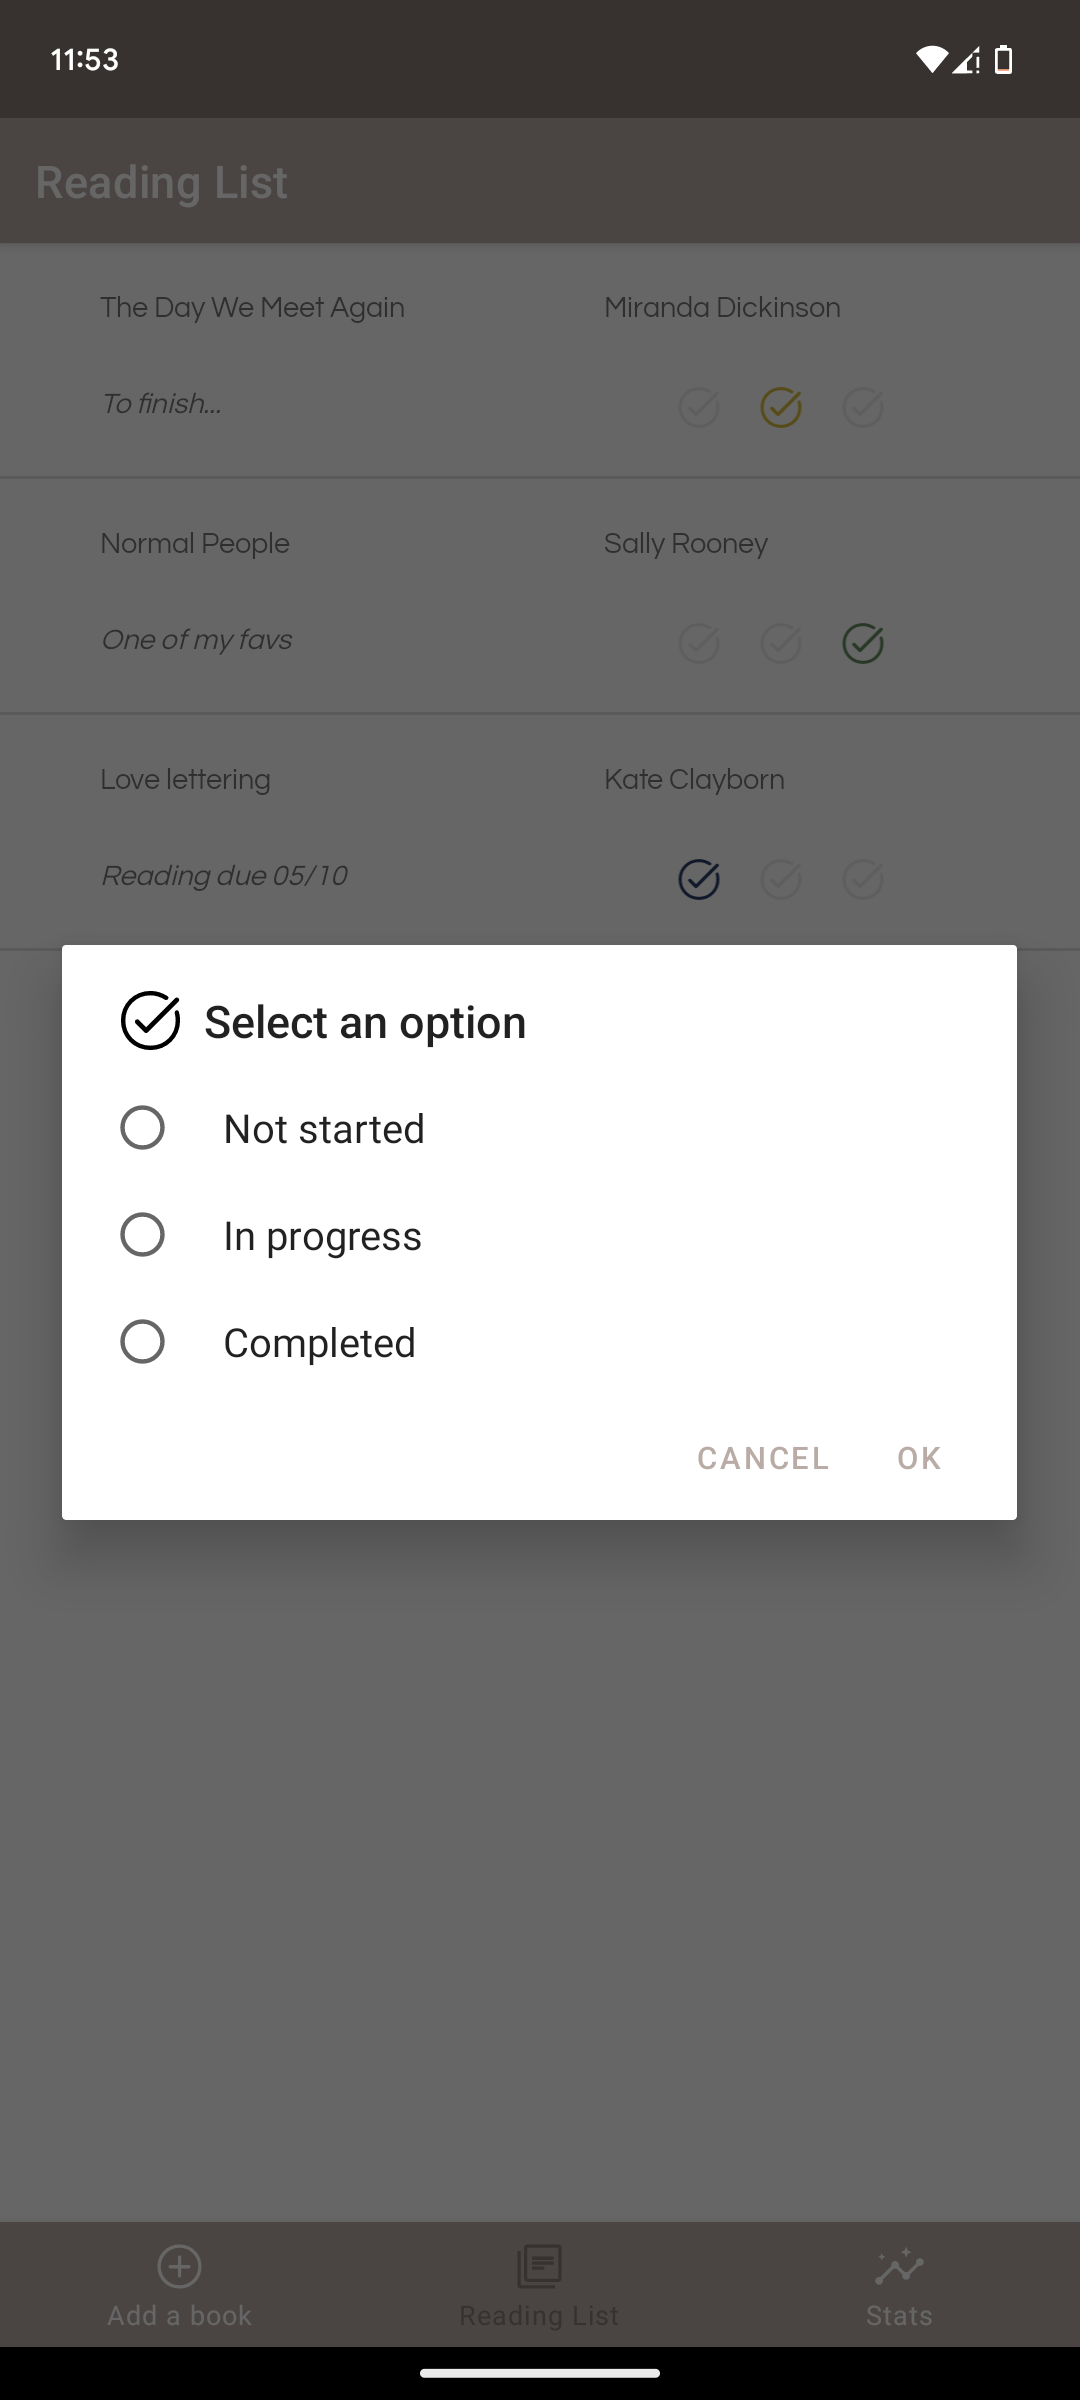 11:53
Reading List
The Day We Meet Again
Miranda Dickinson
To finish...
Normal People
Sally Rooney
One of my favs
Love lettering
Kate Clayborn
Reading due 05/10
Select an option
Not started
In progress
Completed
CANCEL
OK
Add a book
Reading List
Stats